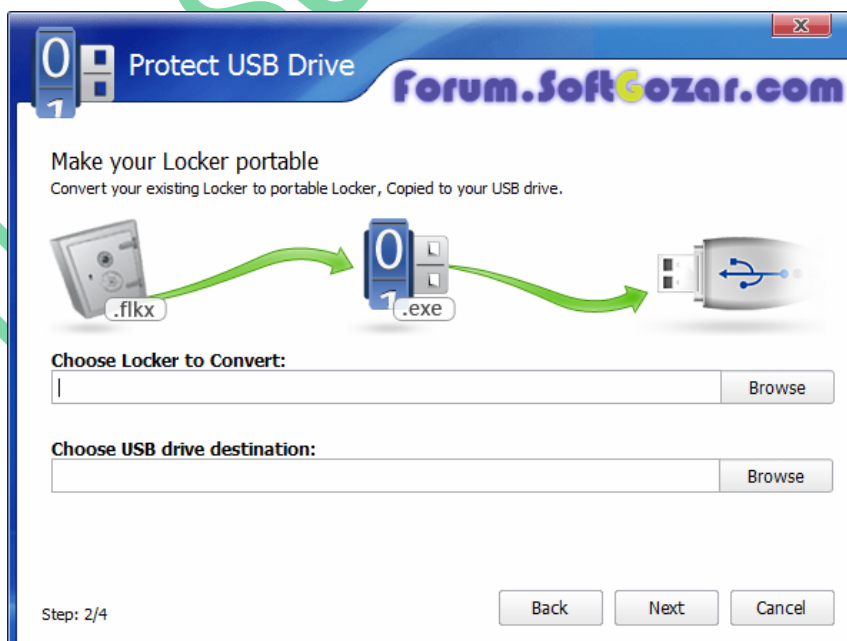 Protect USB Drive
Forum.SoftGozar.com
Make your Locker portable
Convert your existing Locker to portable Locker, Copied to your USB drive.
0
1
.flkx
.exe
Choose Locker to Convert:
Browse
Choose USB drive destination:
Browse
Step: 2/4
Back
Next
Cancel